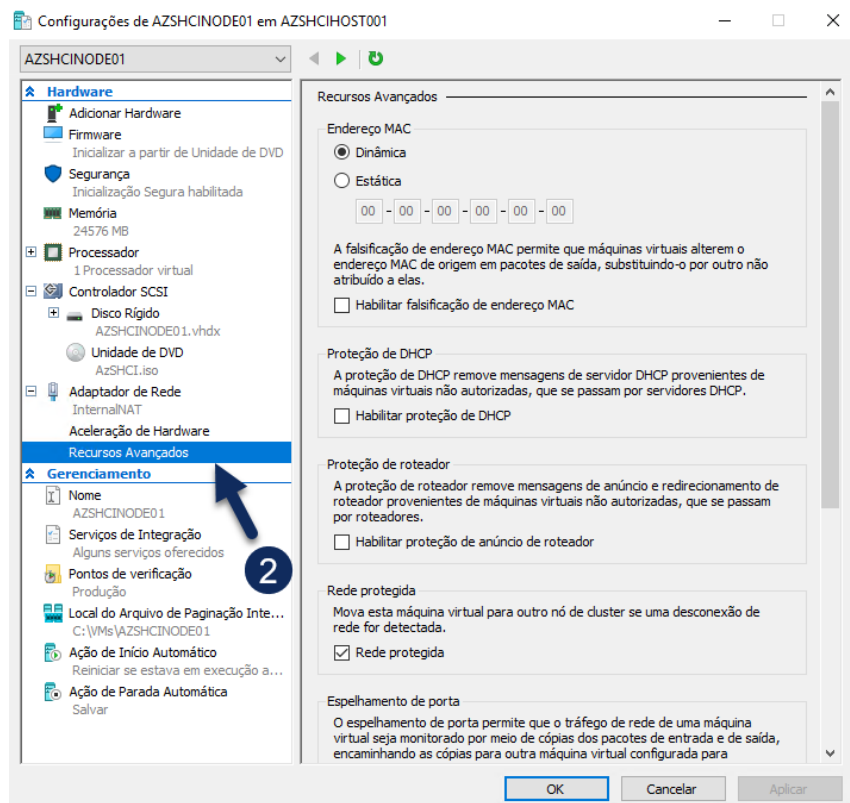 Configurações de AZSHCINODE01 em AZSHCIHOST001
AZSHCINODE01
Hardware
Adicionar Hardware
Firmware
Inicializar a partir de Unidade de DVD
Segurança
Inicialização Segura habilitada
Memória
24576 MB
Processador
1 Processador virtual
Controlador SCSI
Disco Rígido
AZSHCINODE01.vhdx
Unidade de DVD
AzSHCI.iso
Adaptador de Rede
InternalNAT
Aceleração de Hardware
Recursos Avançados
Gerenciamento
Nome
AZSHCINODE01
Serviços de Integração
Alguns serviços oferecidos
2
Pontos de verificação
Produção
Local do Arquivo de Paginação Inte...
C:\VMs\AZSHCINODE01
Ação de Início Automático
Reiniciar se estava em execução a...
Ação de Parada Automática
Salvar
Recursos Avançados
Endereço MAC
Dinâmica
Estática
00 - 00 - 00 - 00 - 00 - 00
A falsificação de endereço MAC permite que máquinas virtuais alterem o
endereço MAC de origem em pacotes de saída, substituindo-o por outro não
atribuído a elas.
Habilitar falsificação de endereço MAC
Proteção de DHCP
A proteção de DHCP remove mensagens de servidor DHCP provenientes de
máquinas virtuais não autorizadas, que se passam por servidores DHCP.
Habilitar proteção de DHCP
Proteção de roteador
A proteção de roteador remove mensagens de anúncio e redirecionamento de
roteador provenientes de máquinas virtuais não autorizadas, que se passam
por roteadores.
Habilitar proteção de anúncio de roteador
Rede protegida
Mova esta máquina virtual para outro nó de cluster se uma desconexão de
rede for detectada.
Rede protegida
Espelhamento de porta
O espelhamento de porta permite que o tráfego de rede de uma máquina
virtual seja monitorado por meio de cópias dos pacotes de entrada e de saída,
encaminhando as cópias para outra máquina virtual configurada para
OK
Cancelar
Aplicar